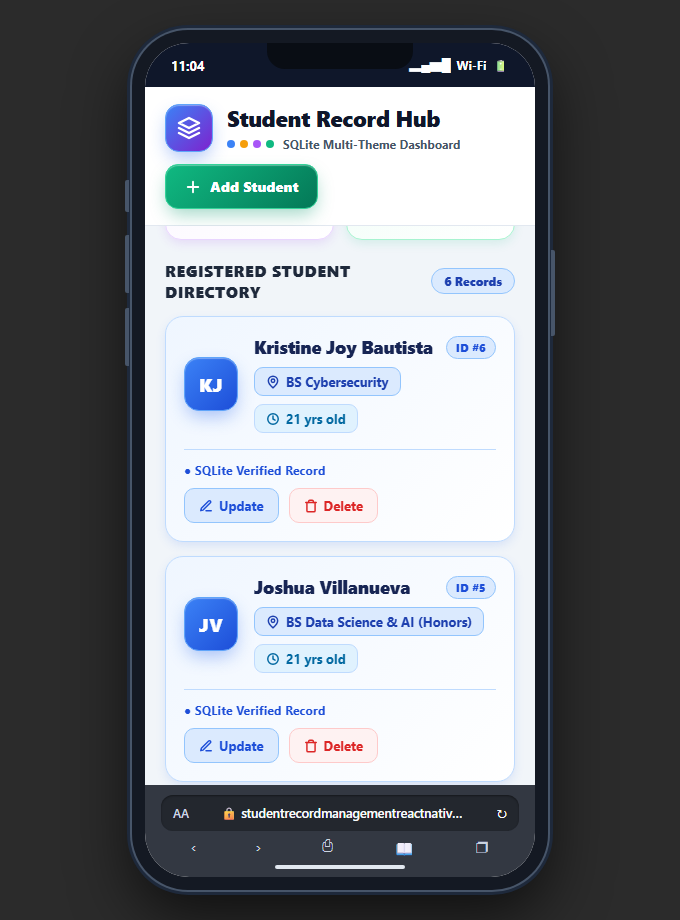 11:04
Wi-Fi
Student Record Hub
SQLite Multi-Theme Dashboard
+ Add Student
REGISTERED STUDENT
DIRECTORY
6 Records
KJ
Kristine Joy Bautista
ID #6
BS Cybersecurity
21 yrs old
• SQLite Verified Record
Update
Delete
JV
Joshua Villanueva
ID #5
BS Data Science & AI (Honors)
21 yrs old
• SQLite Verified Record
Update
Delete
AA
studentrecordmanagementreactnativ...